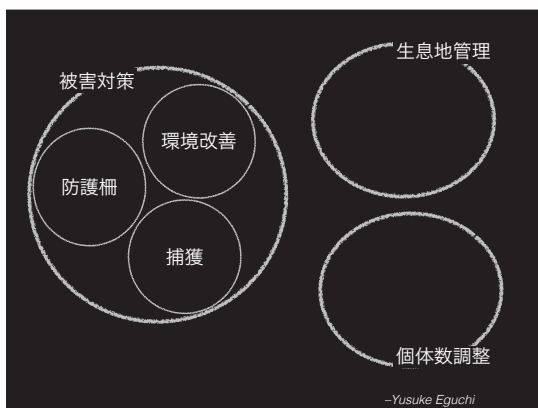 被害対策
環境改善
防護柵
捕獲
生息地管理
個体数調整
–Yusuke Eguchi